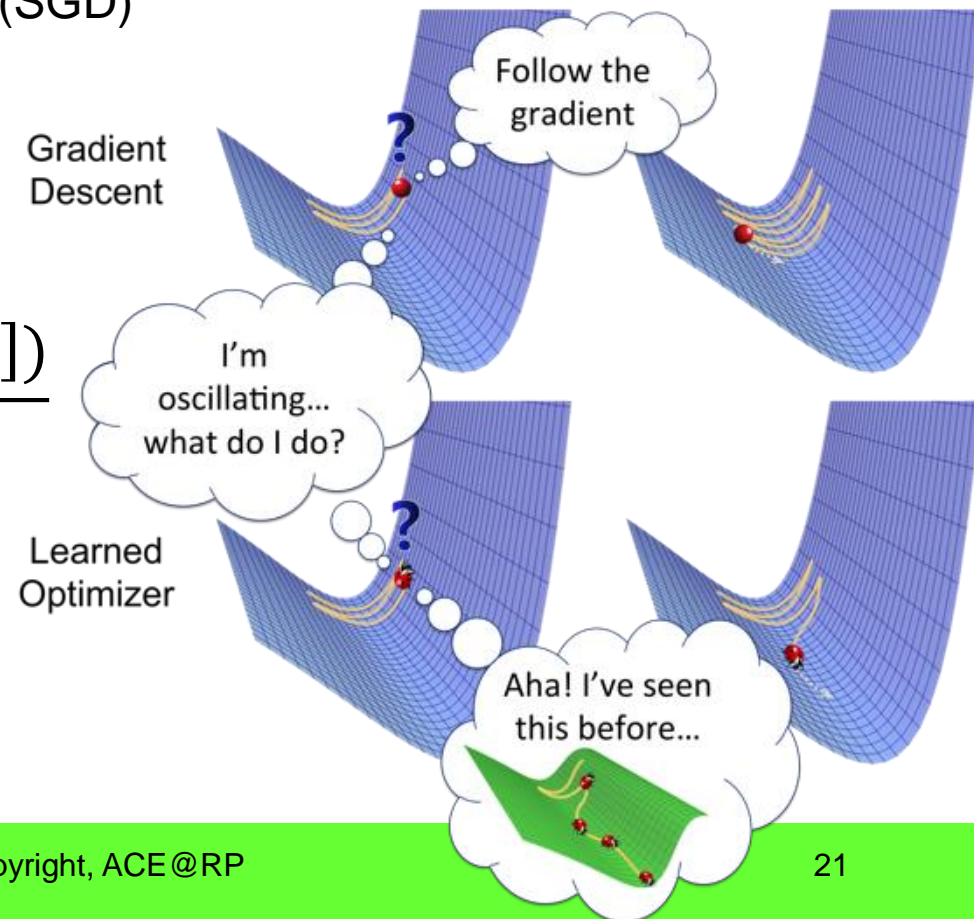 (SGD)
Follow the
gradient
?
Gradient
Descent
])
I'm
oscillating...
what do I do?
?
Learned
Optimizer
Aha! I've seen
this before...
pyright, ACE@RP
21